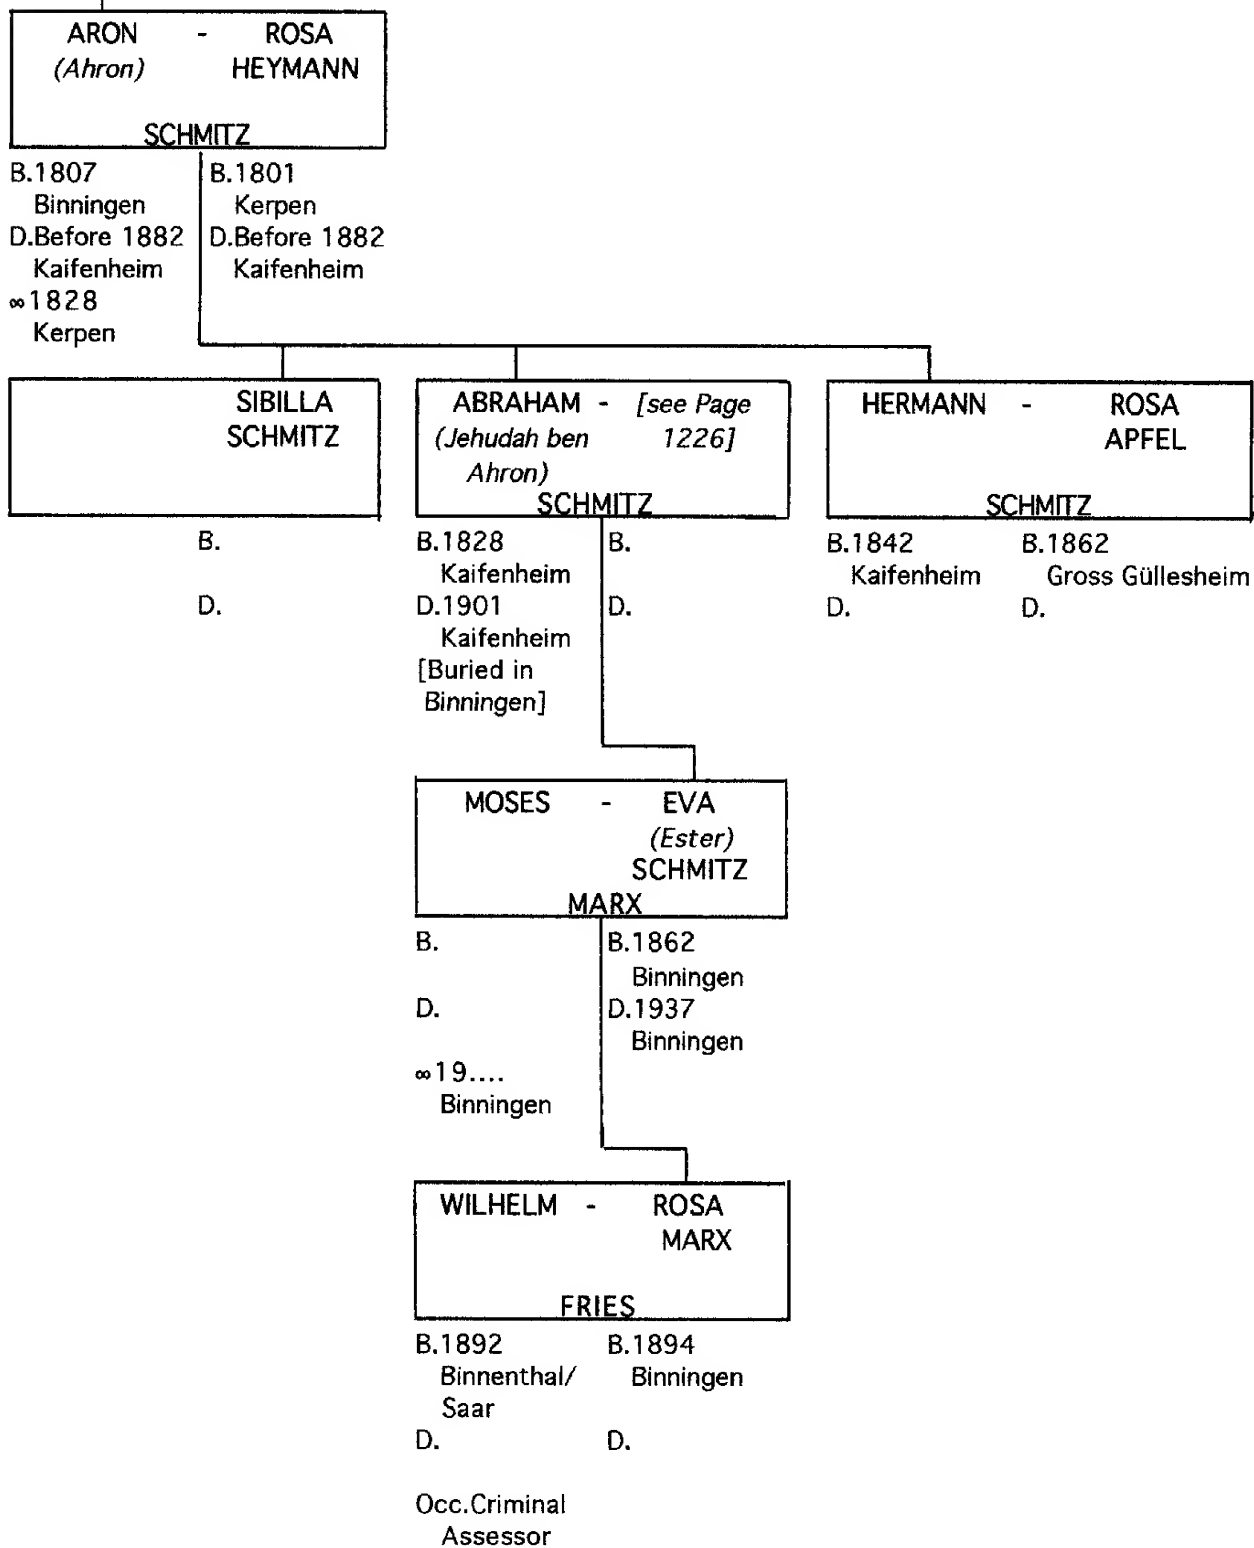 ARON - ROSA
(Ahron) HEYMANN
SCHMITZ
B.1807
Binningen
D.Before 1882
Kaifenheim
∞1828
Kerpen
B.1801
Kerpen
D.Before 1882
Kaifenheim
SIBILLA
SCHMITZ
B.
D.
ABRAHAM - [see Page
(Jehudah ben 1226]
Ahron)
SCHMITZ
B.1828
Kaifenheim
D.1901
Kaifenheim
[Buried in
Binningen]
B.
D.
HERMANN - ROSA
APFEL
SCHMITZ
B.1842
Kaifenheim
D.
B.1862
Gross Güllesheim
D.
MOSES - EVA
(Ester)
SCHMITZ
MARX
B.
D.
∞19....
Binningen
B.1862
Binningen
D.1937
Binningen
WILHELM - ROSA
MARX
FRIES
B.1892
Binnenthal/
Saar
D.
Occ.Criminal
Assessor
B.1894
Binningen
D.